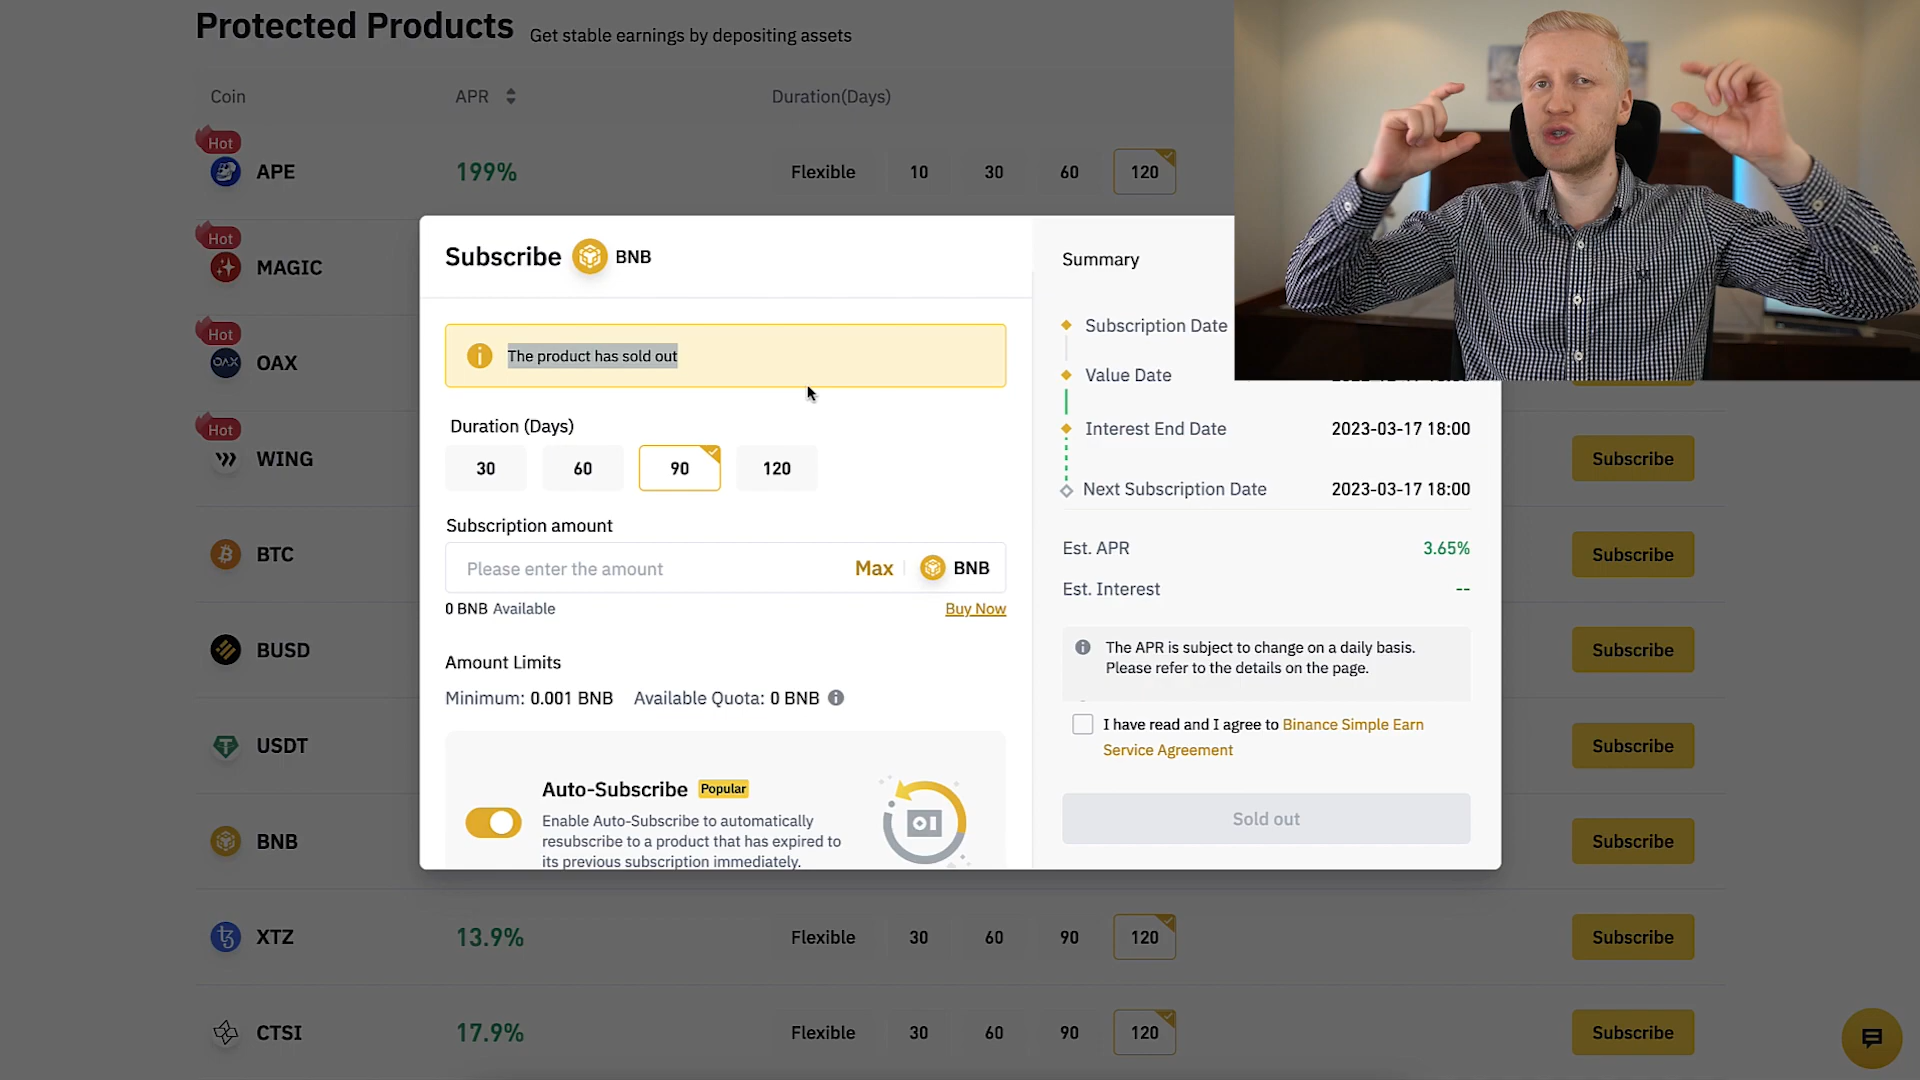 Protected Products Get stable earnings by depositing assets
Coin APR Duration(Days)
Hot
APE 199% Flexible 10 30 60 120
Hot
MAGIC
Hot
OAX
Hot
WING Subscribe
BTC Subscribe
BUSD Subscribe
USDT Subscribe
BNB Subscribe
XTZ 13.9% Flexible 30 60 90 120 Subscribe
CTSI 17.9% Flexible 30 60 90 120 Subscribe
Subscribe BNB
The product has sold out
Duration (Days)
30 60 90 120
Subscription amount
Please enter the amount Max BNB
0 BNB Available Buy Now
Amount Limits
Minimum: 0.001 BNB Available Quota: 0 BNB
Auto-Subscribe Popular
Enable Auto-Subscribe to automatically
resubscribe to a product that has expired to
its previous subscription immediately.
Summary
Subscription Date
Value Date
Interest End Date 2023-03-17 18:00
Next Subscription Date 2023-03-17 18:00
Est. APR 3.65%
Est. Interest --
The APR is subject to change on a daily basis.
Please refer to the details on the page.
I have read and I agree to Binance Simple Earn
Service Agreement
Sold out